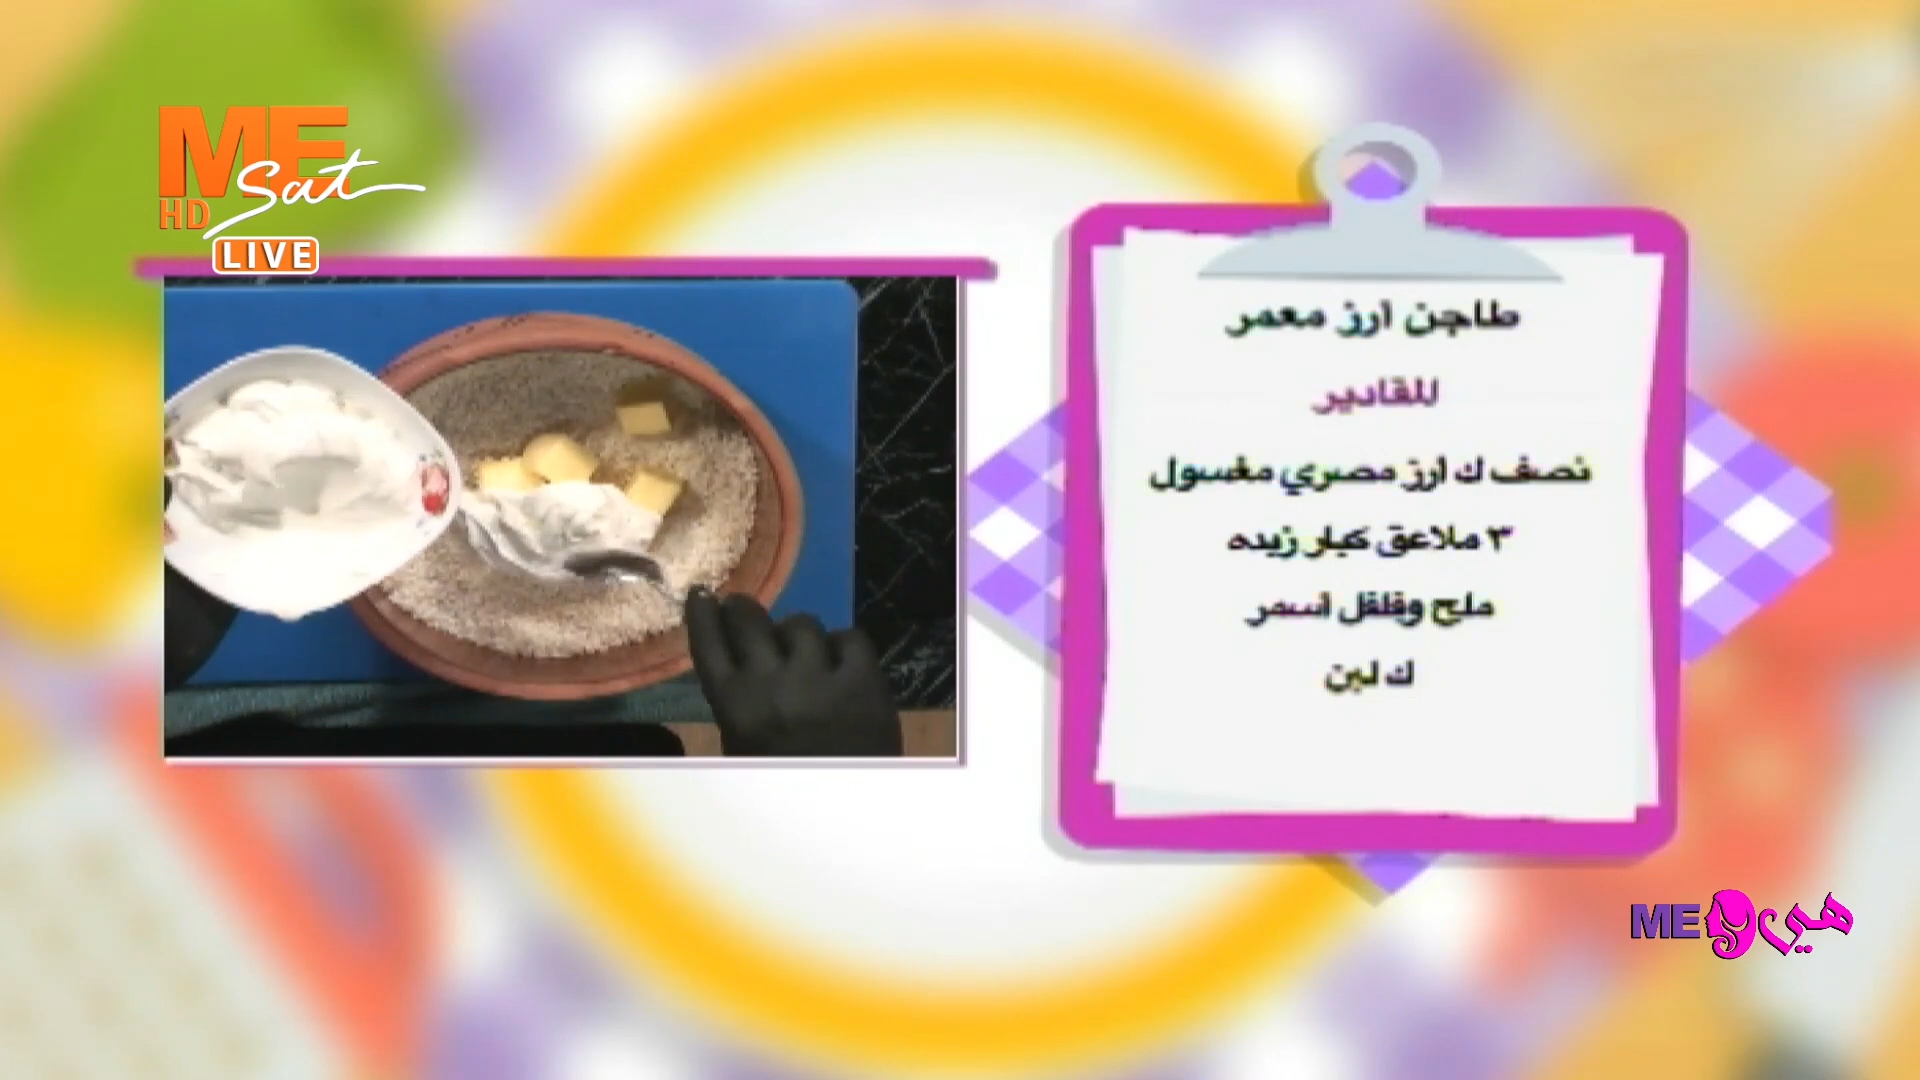 ME
Sat
HD
LIVE
طاجن ارز معمر
للقادير
نصف ك ارز مصري مغسول
٣ ملاعق كبار زبده
ملح وفلفل اسمر
ك لبن
ME هي